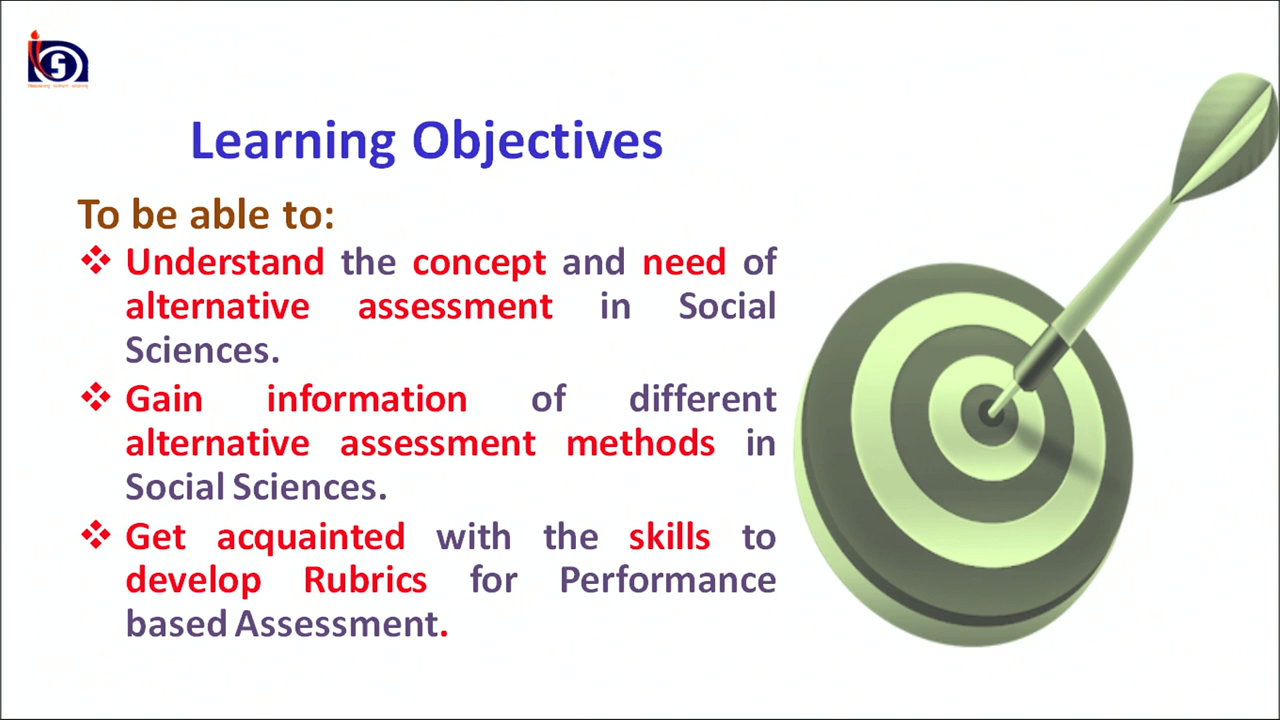 Learning Objectives
To be able to:
❖ Understand the concept and need of
alternative assessment in Social
Sciences.
❖ Gain information of different
alternative assessment methods in
Social Sciences.
❖ Get acquainted with the skills to
develop Rubrics for Performance
based Assessment.